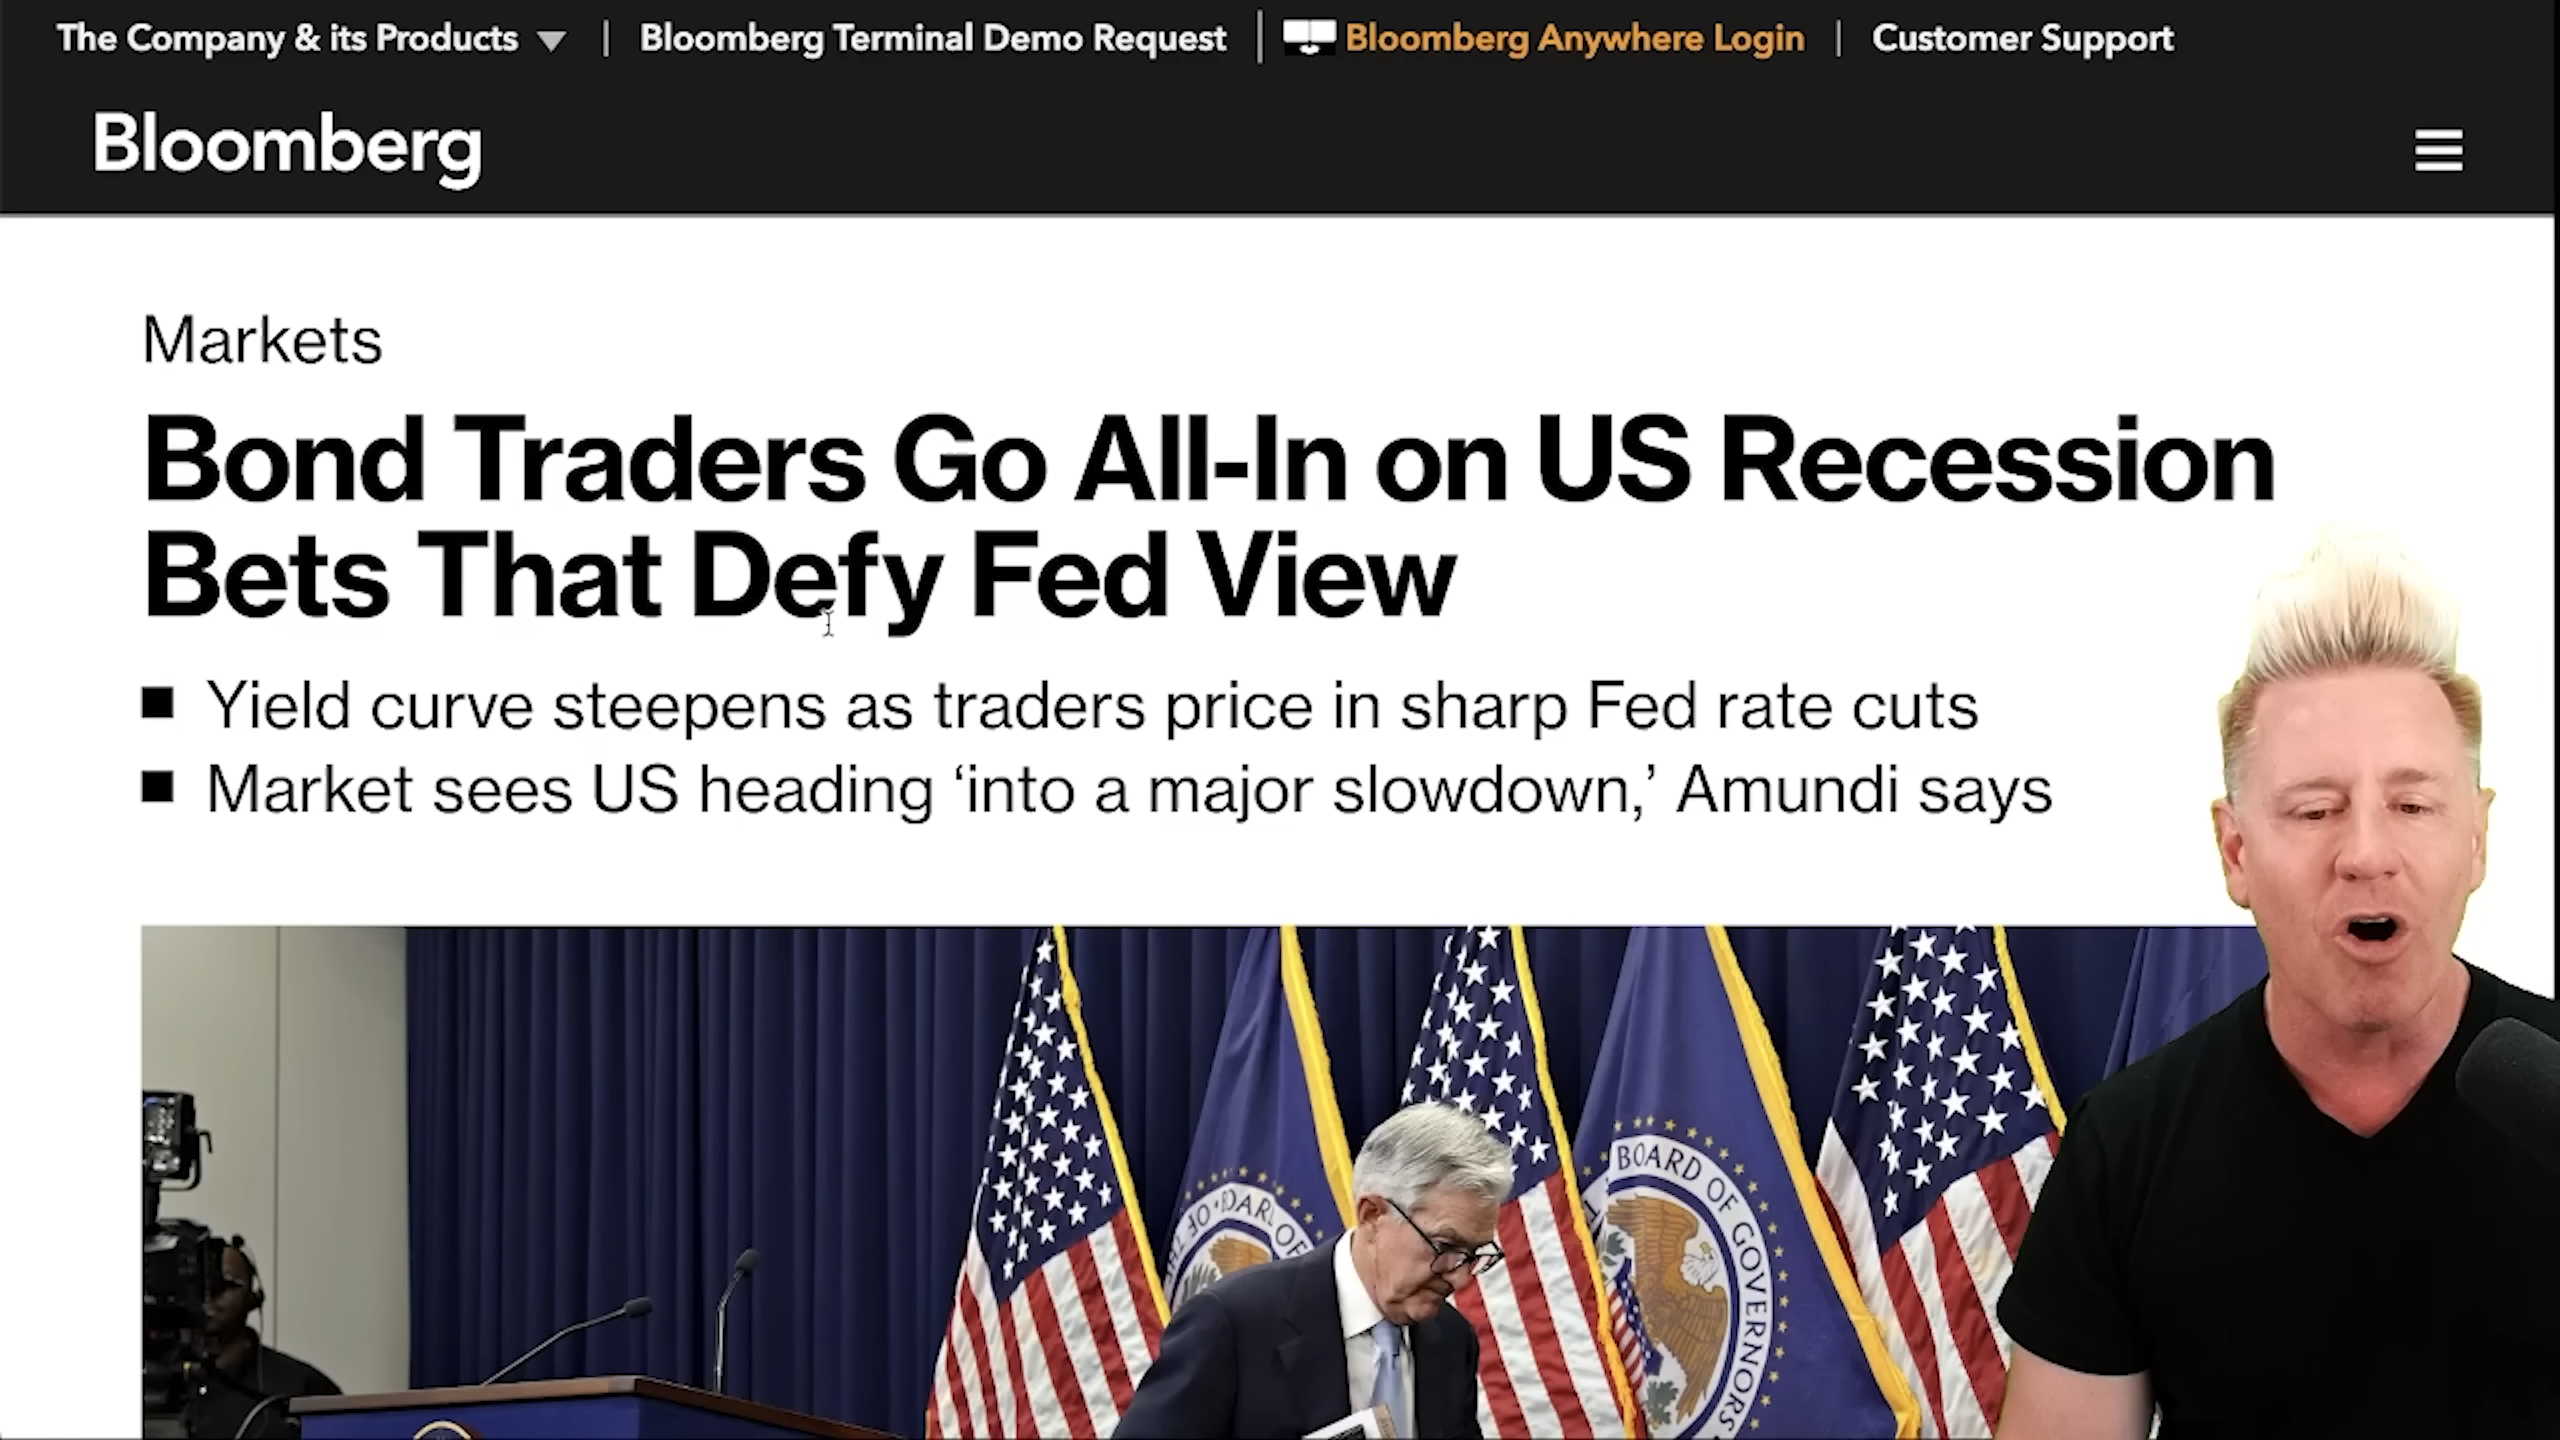 The Company & its Products
Bloomberg Terminal Demo Request
Bloomberg Anywhere Login
Customer Support
Bloomberg
Markets
Bond Traders Go All-In on US Recession
Bets That Defy Fed View
Yield curve steepens as traders price in sharp Fed rate cuts
Market sees US heading ‘into a major slowdown,’ Amundi says
BOARD OF GOVERNORS